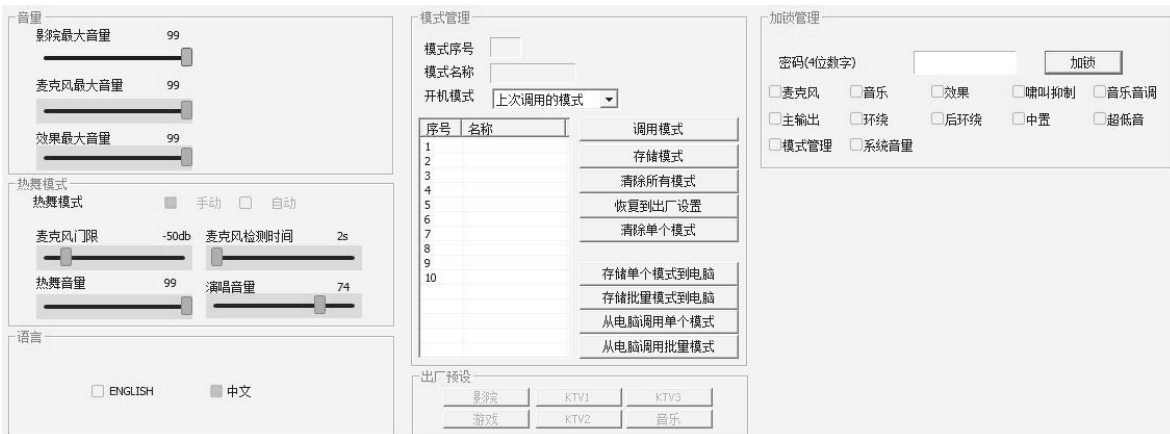 音量
影院最大音量 99
麦克风最大音量 99
效果最大音量 99
热舞模式
热舞模式 手动 自动
麦克风门限 -50db 麦克风检测时间 2s
热舞音量 99 演唱音量 74
语言
ENGLISH 中文
模式管理
模式序号
模式名称
开机模式 上次调用的模式
序号 名称
1
2
3
4
5
6
7
8
9
10
调用模式
存储模式
清除所有模式
恢复到出厂设置
清除单个模式
存储单个模式到电脑
存储批量模式到电脑
从电脑调用单个模式
从电脑调用批量模式
出厂预设
影院 KTV1 KTV3
游戏 KTV2 音乐
加锁管理
密码(4位数字) 加锁
麦克风 音乐 效果 啸叫抑制 音乐音调
主输出 环绕 后环绕 中置 超低音
模式管理 系统音量